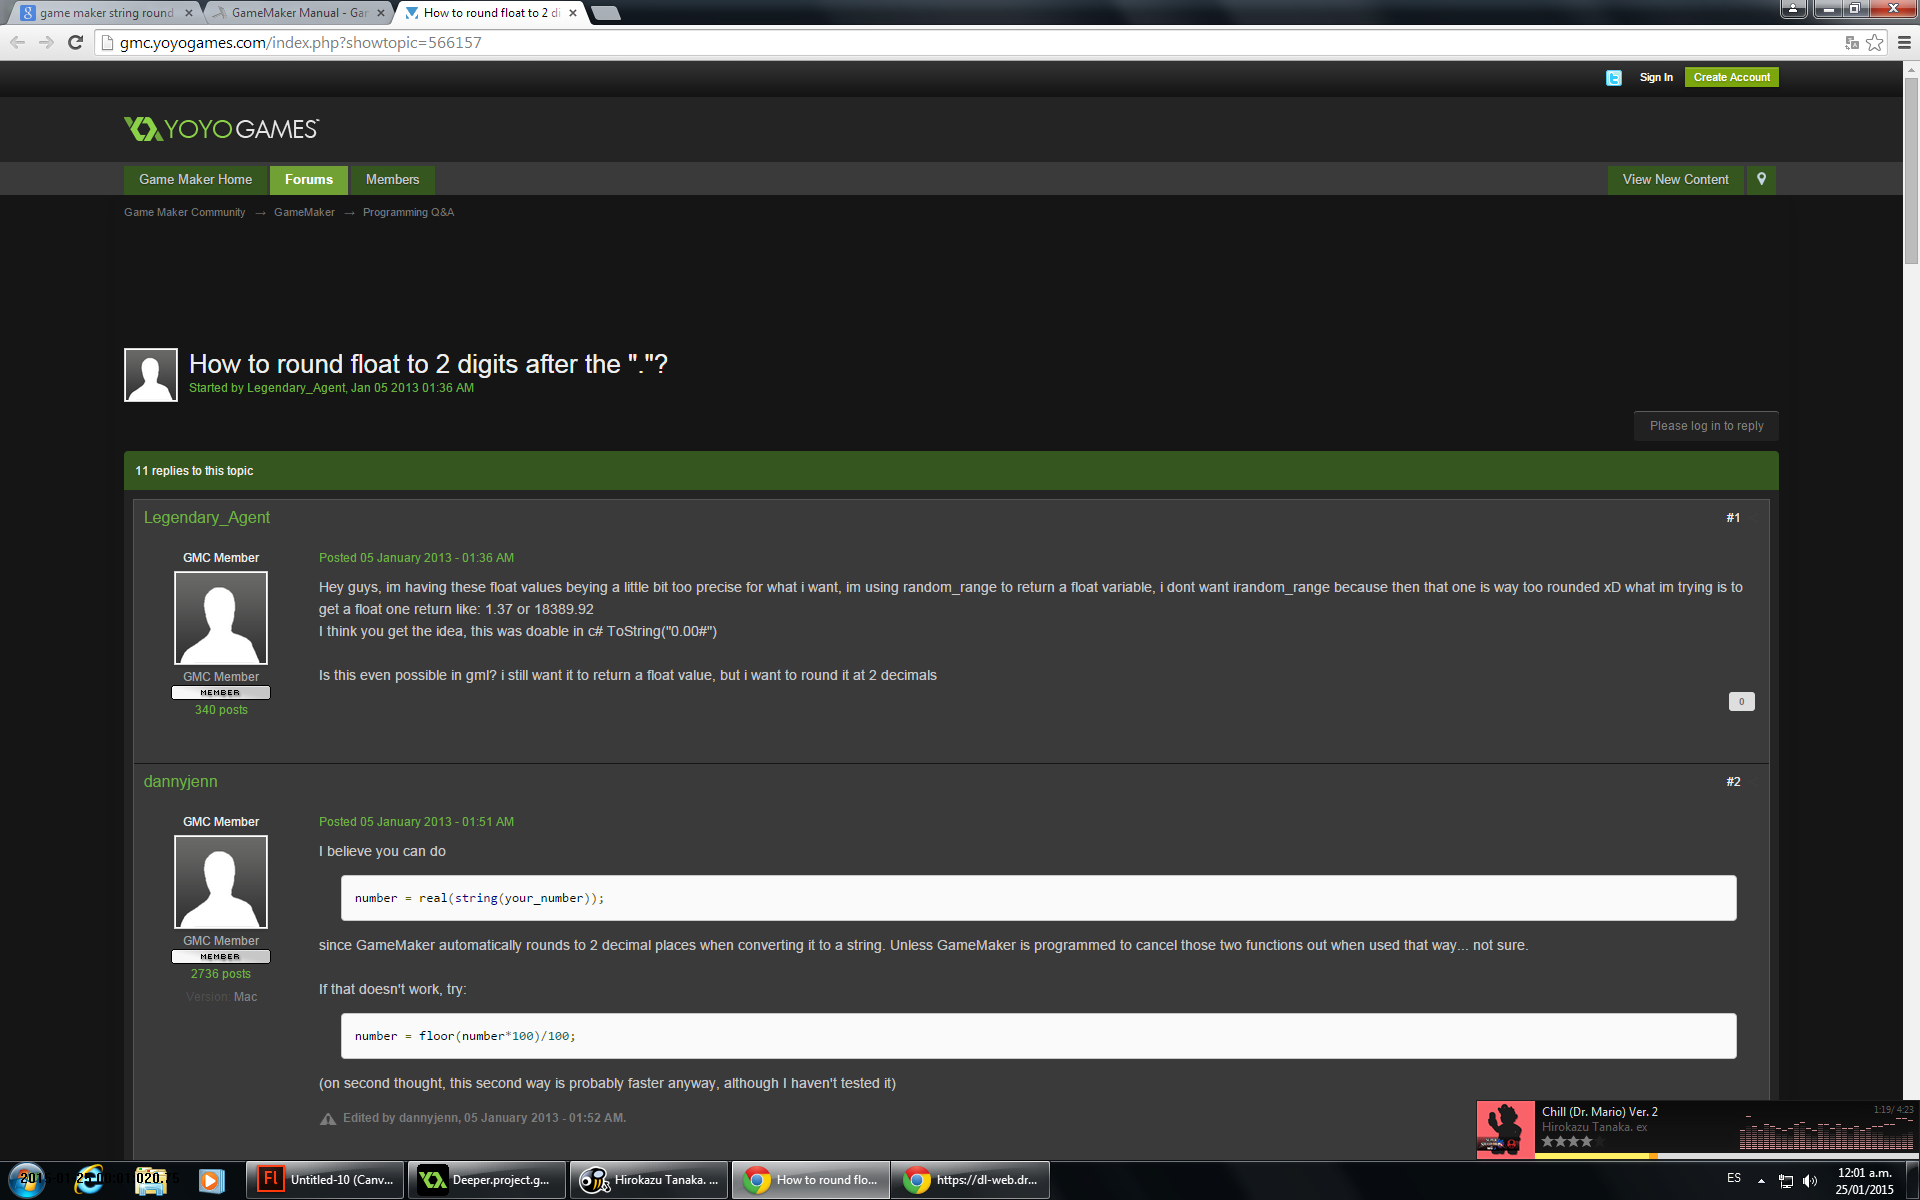 game maker string round
GameMaker Manual - Gar
How to round float to 2 di
gmc.yoyogames.com/index.php?showtopic=566157
Sign In
Create Account
YOYOGAMES™
Game Maker Home
Forums
Members
View New Content
Game Maker Community → GameMaker → Programming Q&A
How to round float to 2 digits after the "."?
Started by Legendary_Agent, Jan 05 2013 01:36 AM
Please log in to reply
11 replies to this topic
Legendary_Agent
#1
GMC Member
Posted 05 January 2013 - 01:36 AM
Hey guys, im having these float values beying a little bit too precise for what i want, im using random_range to return a float variable, i dont want irandom_range because then that one is way too rounded xD what im trying is to
get a float one return like: 1.37 or 18389.92
I think you get the idea, this was doable in c# ToString("0.00#")
Is this even possible in gml? i still want it to return a float value, but i want to round it at 2 decimals
GMC Member
MEMBER
340 posts
0
dannyjenn
#2
GMC Member
Posted 05 January 2013 - 01:51 AM
I believe you can do
number = real(string(your_number));
GMC Member
MEMBER
2736 posts
Version: Mac
since GameMaker automatically rounds to 2 decimal places when converting it to a string. Unless GameMaker is programmed to cancel those two functions out when used that way... not sure.
If that doesn't work, try:
number = floor(number*100)/100;
(on second thought, this second way is probably faster anyway, although I haven't tested it)
Edited by dannyjenn, 05 January 2013 - 01:52 AM.
Chill (Dr. Mario) Ver. 2
1:19/ 4:23
Hirokazu Tanaka. ex
Fl
Untitled-10 (Canv...
Deeper.project.g...
Hirokazu Tanaka. ...
How to round flo...
https://dl-web.dr...
ES
12:01 a.m.
25/01/2015